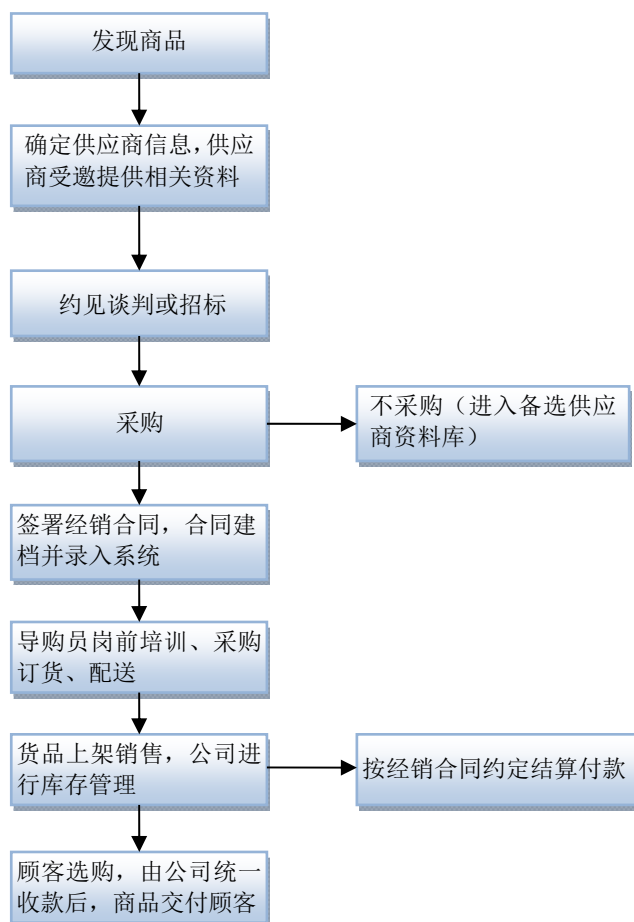 发现商品
确定供应商信息，供应
商受邀提供相关资料
约见谈判或招标
采购
不采购（进入备选供应
商资料库）
签署经销合同，合同建
档并录入系统
导购员岗前培训、采购
订货、配送
货品上架销售，公司进
行库存管理
按经销合同约定结算付款
顾客选购，由公司统一
收款后，商品交付顾客